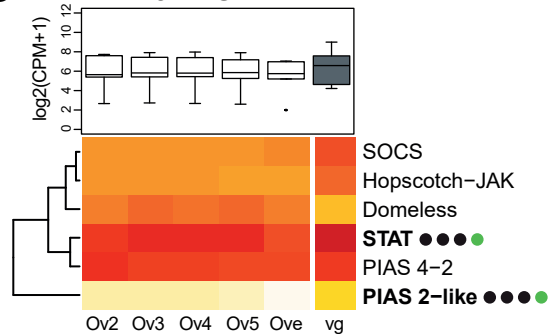 log2(CPM+1)
12
10
8
6
4
2
0
SOCS
Hopscotch−JAK
Domeless
STAT
PIAS 4−2
PIAS 2−like
Ov2 Ov3 Ov4 Ov5 Ove vg